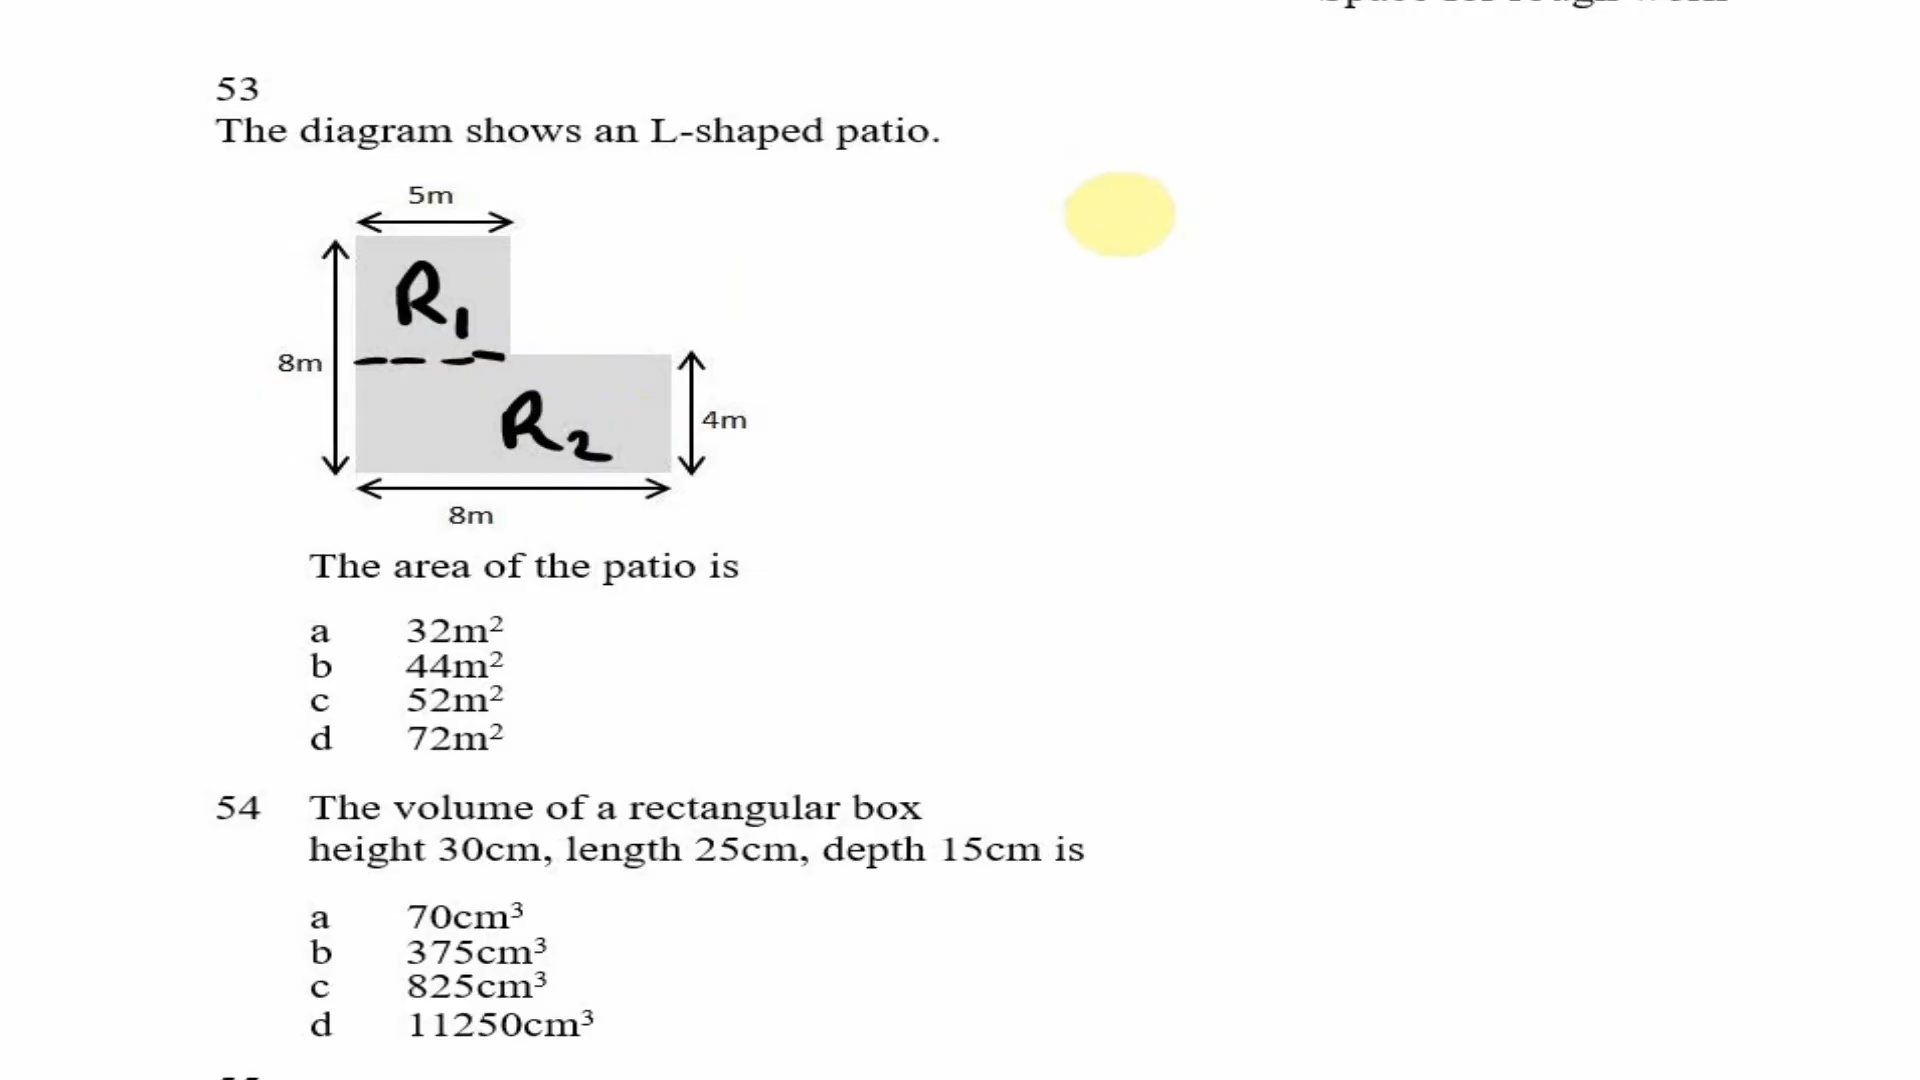 53
The diagram shows an L-shaped patio.
5m
R1
8m
R2
4m
8m
The area of the patio is
a 32m²
b 44m²
c 52m²
d 72m²
54 The volume of a rectangular box
height 30cm, length 25cm, depth 15cm is
a 70cm³
b 375cm³
c 825cm³
d 11250cm³